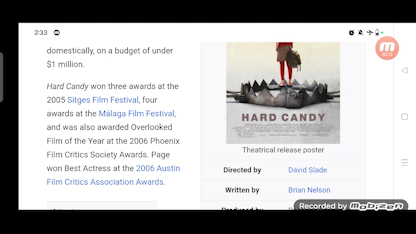 2:33
domestically, on a budget of under
$1 million.
Hard Candy won three awards at the
2005 Sitges Film Festival, four
awards at the Málaga Film Festival,
and was also awarded Overlooked
Film of the Year at the 2006 Phoenix
Film Critics Society Awards. Page
won Best Actress at the 2006 Austin
Film Critics Association Awards.
HARD CANDY
Theatrical release poster
Directed by David Slade
Written by Brian Nelson
Recorded by Mobizen